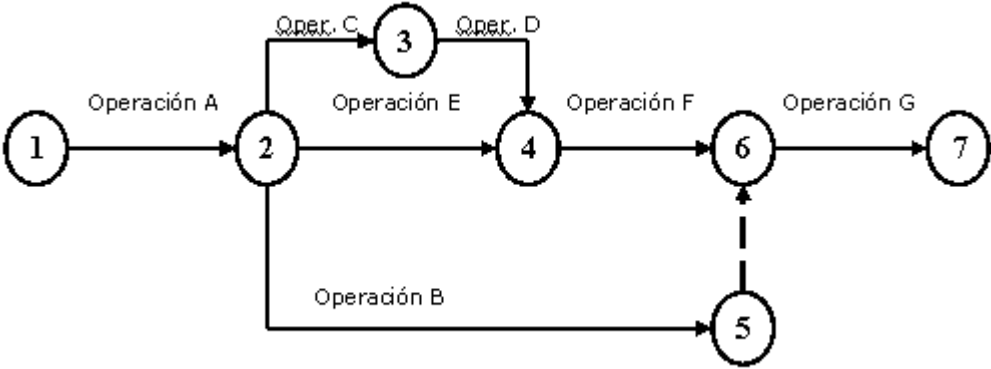 Oper. C
3
Oper. D
Operación A
Operación E
Operación F
Operación G
1
2
4
6
7
Operación B
5